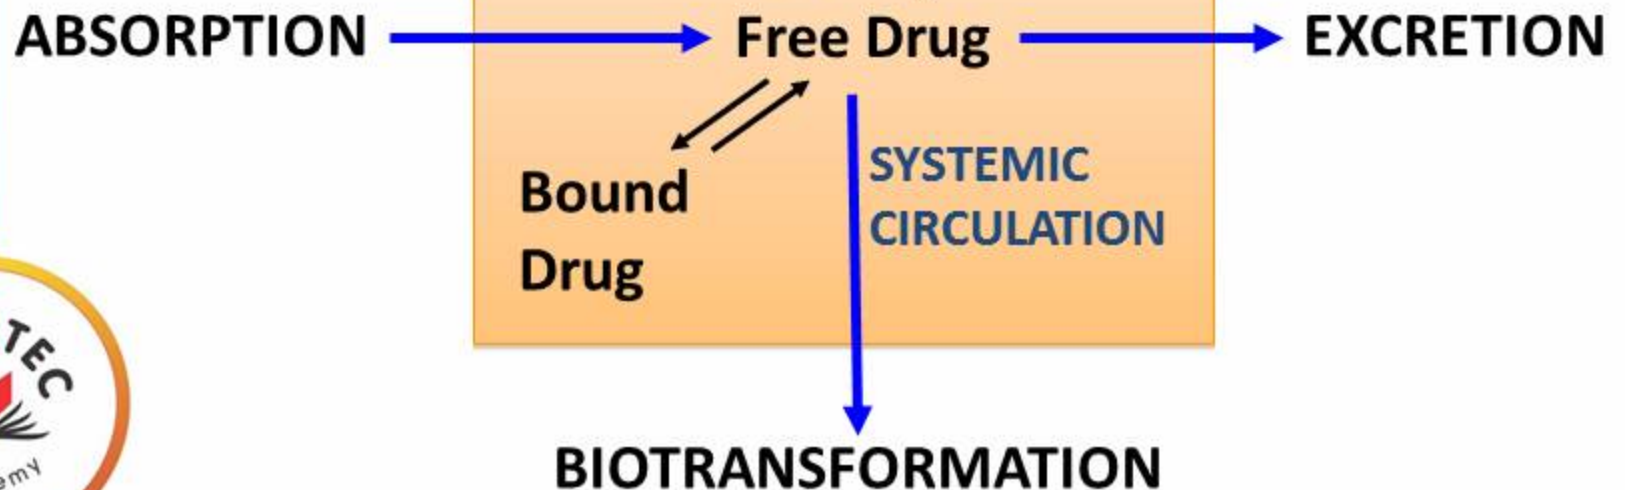 ABSORPTION Free Drug EXCRETION
SYSTEMIC
CIRCULATION
Bound
Drug
BIOTRANSFORMATION
TEC